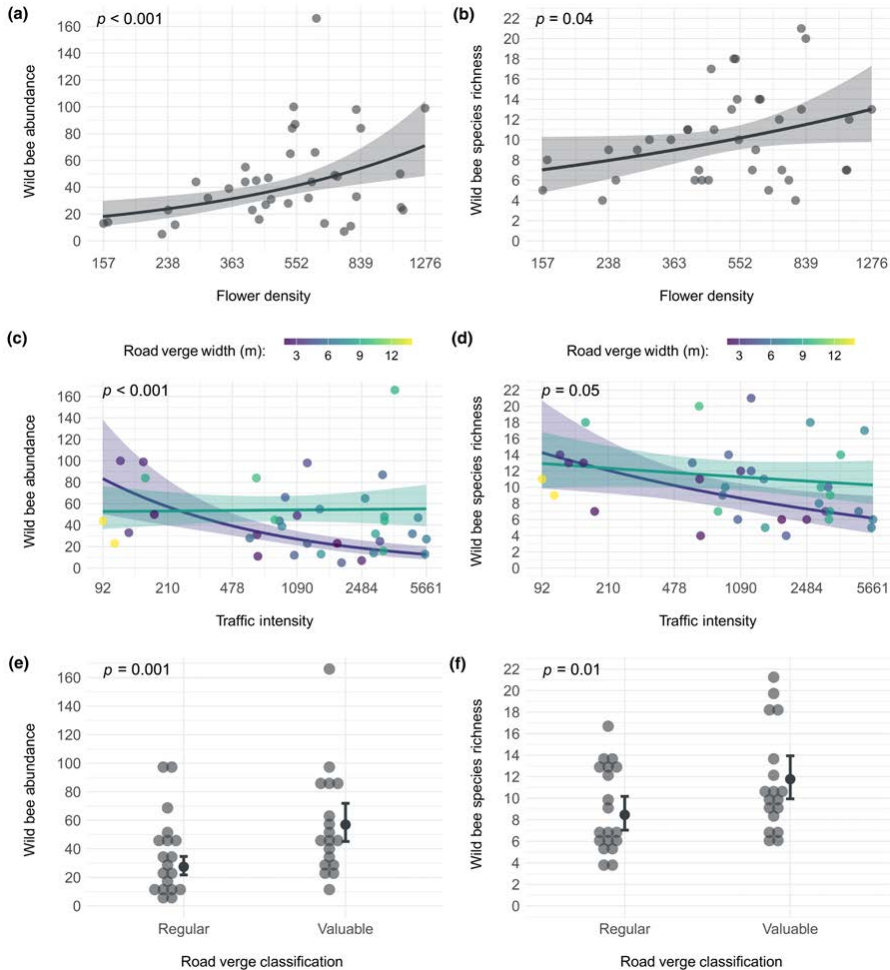 (a)
p < 0.001
Wild bee abundance
160
140
120
100
80
60
40
20
0
157 238 363 552 839 1276
Flower density
(b)
p = 0.04
Wild bee species richness
22
20
18
16
14
12
10
8
6
4
2
0
157 238 363 552 839 1276
Flower density
(c)
Road verge width (m):
3 6 9 12
p < 0.001
Wild bee abundance
160
140
120
100
80
60
40
20
0
92 210 478 1090 2484 5661
Traffic intensity
(d)
Road verge width (m):
3 6 9 12
p = 0.05
Wild bee species richness
22
20
18
16
14
12
10
8
6
4
2
0
92 210 478 1090 2484 5661
Traffic intensity
(e)
p = 0.001
Wild bee abundance
160
140
120
100
80
60
40
20
0
Regular Valuable
Road verge classification
(f)
p = 0.01
Wild bee species richness
22
20
18
16
14
12
10
8
6
4
2
0
Regular Valuable
Road verge classification